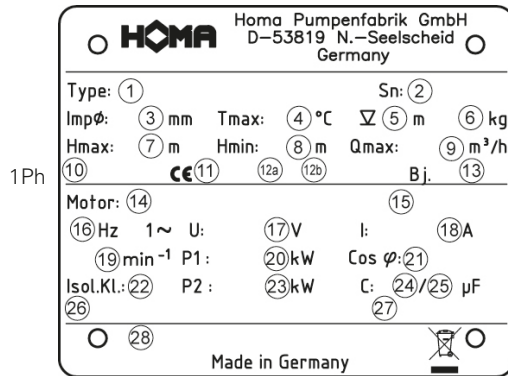 HOMA Homa Pumpenfabrik GmbH
D-53819 N.-Seelscheid
Germany
Type: 1 Sn: 2
ImpØ: 3 mm Tmax: 4 °C 5 m 6 kg
Hmax: 7 m Hmin: 8 m Qmax: 9 m³/h
1Ph
10 CE 11 12a 12b Bj. 13
Motor: 14 15
16 Hz 1~ U: 17 V I: 18 A
19 min⁻¹ P1: 20 kW Cos φ: 21
Isol.Kl.: 22 P2 : 23 kW C: 24 / 25 µF
26 27
28
Made in Germany